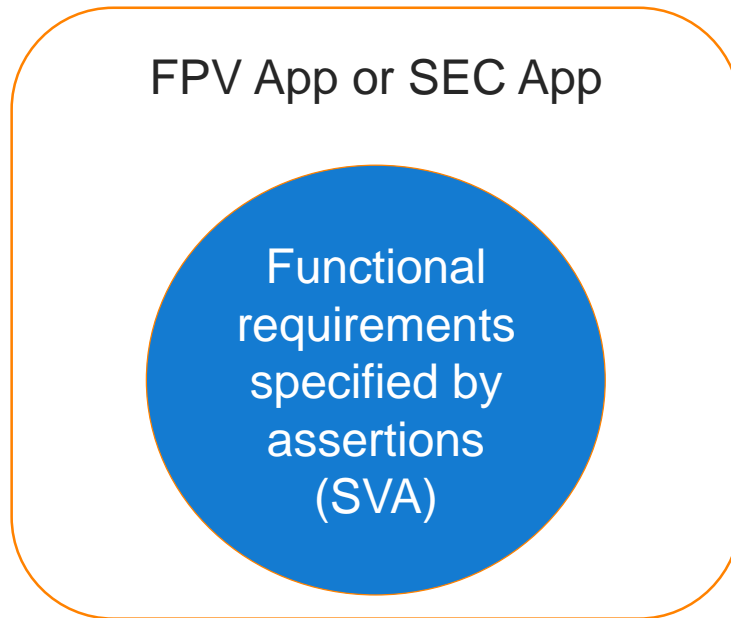 FPV App or SEC App
Functional
requirements
specified by
assertions
(SVA)